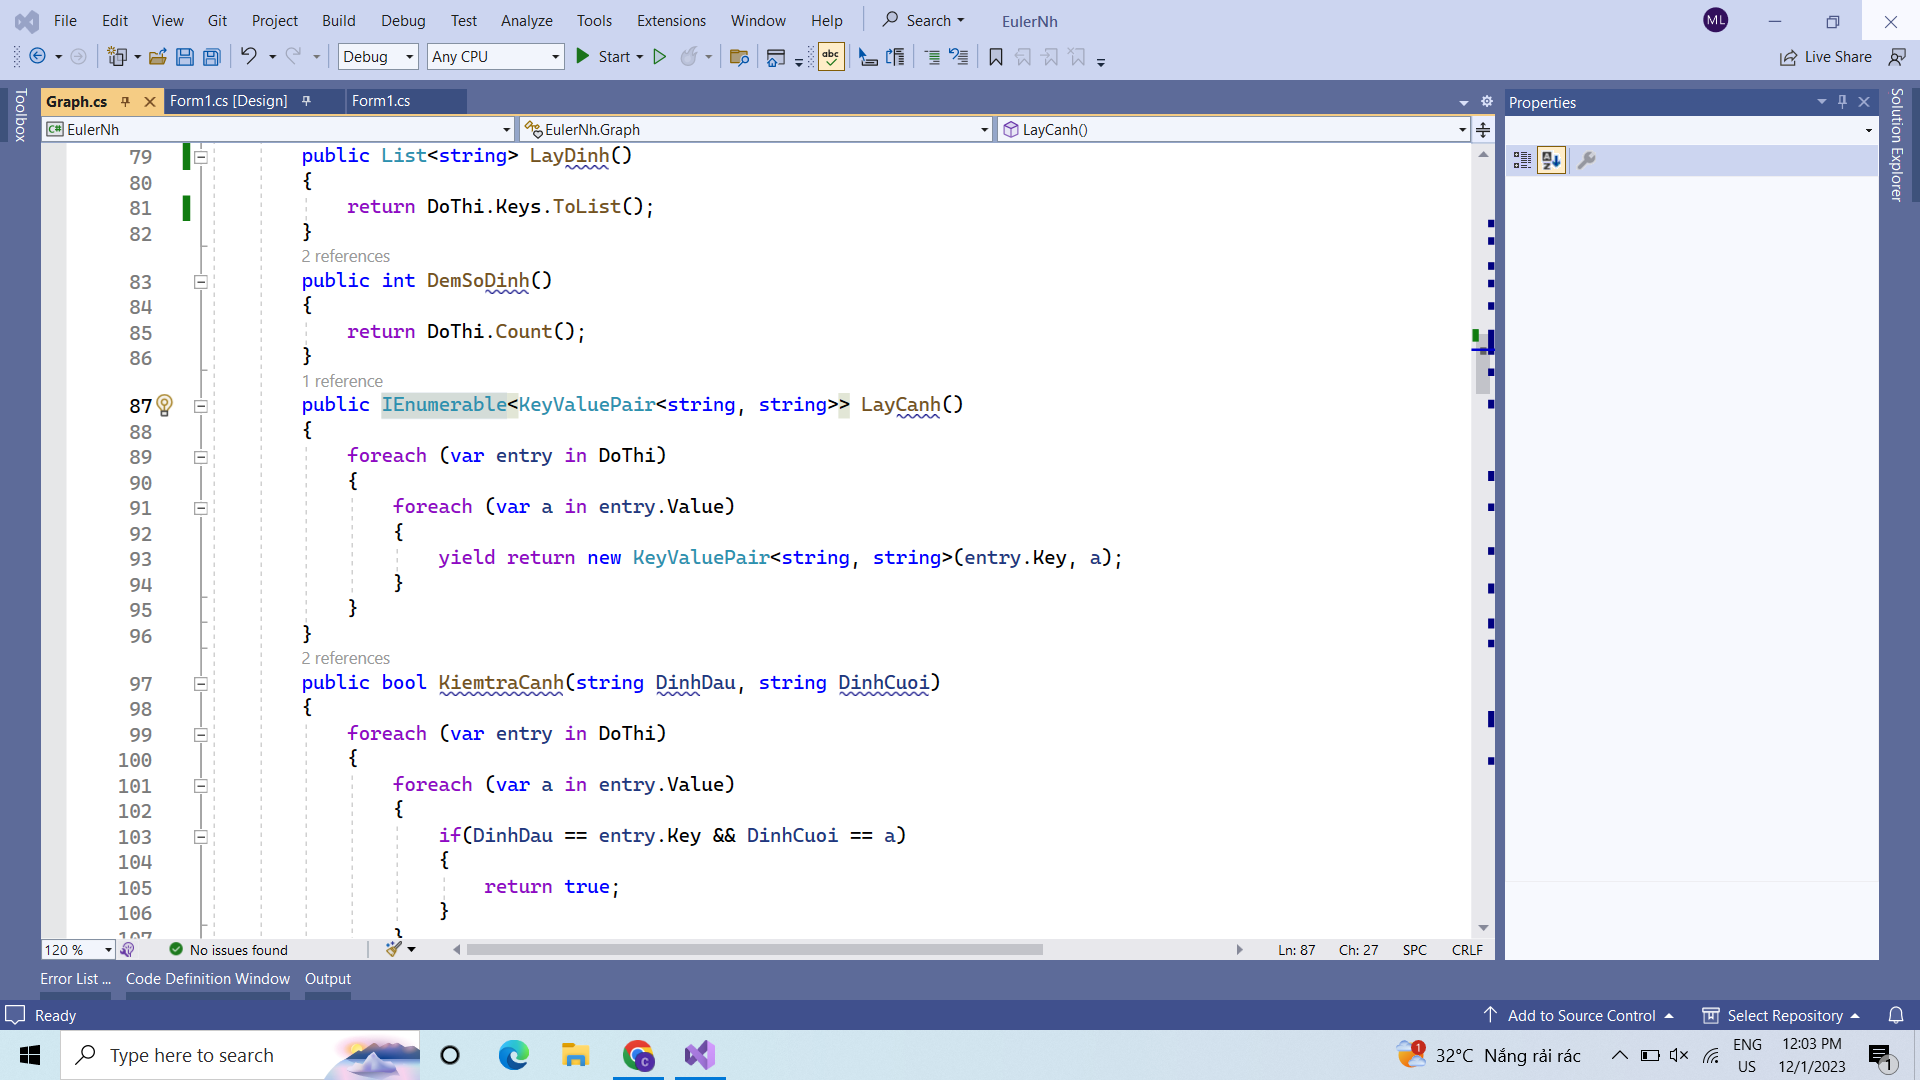 File Edit View Git Project Build Debug Test Analyze Tools Extensions Window Help Search EulerNh ML
Debug Any CPU Start Live Share
Toolbox
Graph.cs Form1.cs [Design] Form1.cs
EulerNh EulerNh.Graph LayCanh()
79 public List<string> LayDinh()
80 {
81 return DoThi.Keys.ToList();
82 }
2 references
83 public int DemSoDinh()
84 {
85 return DoThi.Count();
86 }
1 reference
87 public IEnumerable<KeyValuePair<string, string>> LayCanh()
88 {
89 foreach (var entry in DoThi)
90 {
91 foreach (var a in entry.Value)
92 {
93 yield return new KeyValuePair<string, string>(entry.Key, a);
94 }
95 }
96 }
2 references
97 public bool KiemtraCanh(string DinhDau, string DinhCuoi)
98 {
99 foreach (var entry in DoThi)
100 {
101 foreach (var a in entry.Value)
102 {
103 if(DinhDau == entry.Key && DinhCuoi == a)
104 {
105 return true;
106 }
107 }
120 % No issues found Ln: 87 Ch: 27 SPC CRLF
Properties
Solution Explorer
Error List ... Code Definition Window Output
Ready Add to Source Control Select Repository
Type here to search 1 32°C Nắng rải rác ENG US 12:03 PM 12/1/2023 1